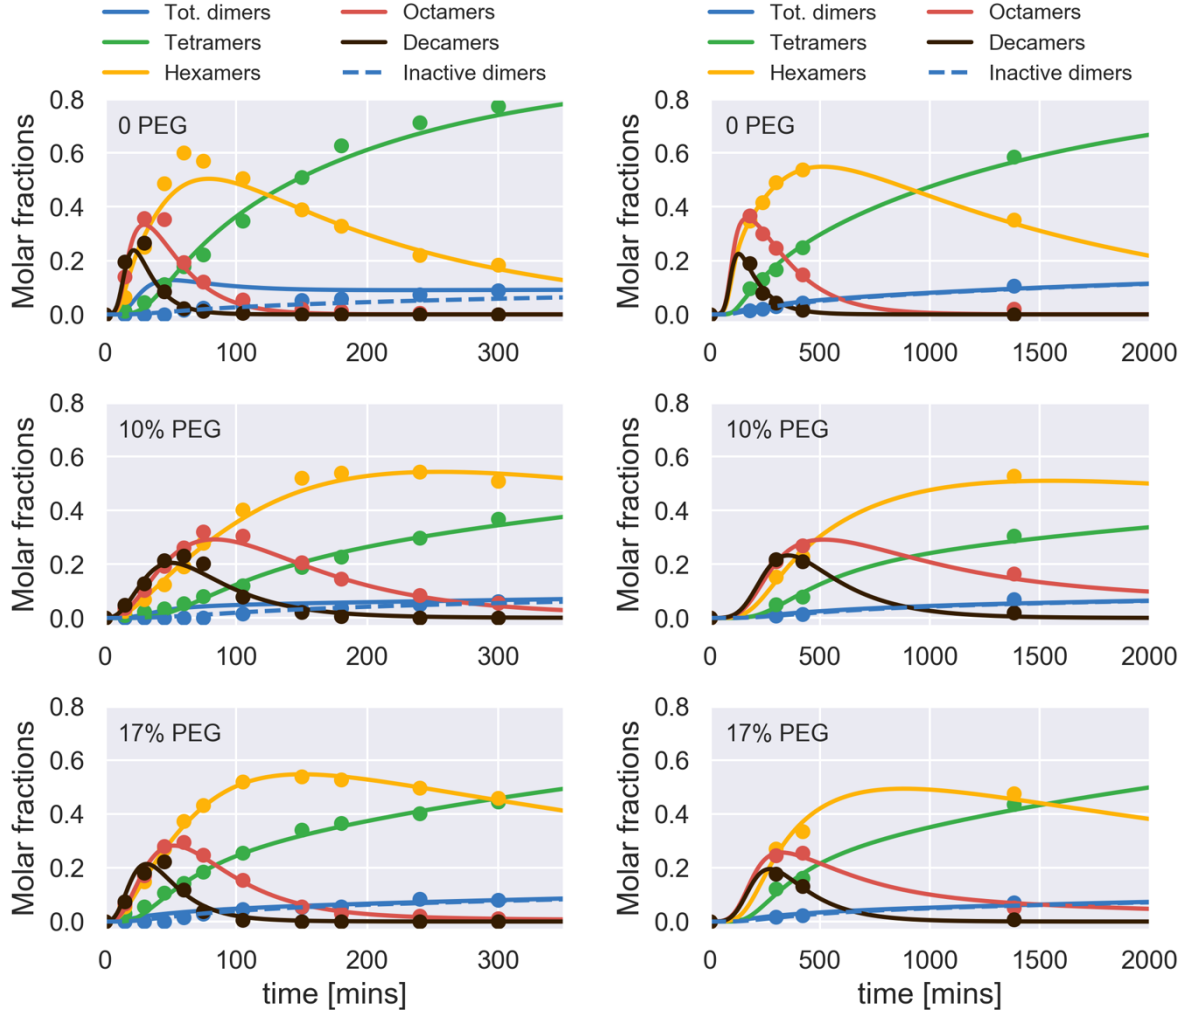 Tot. dimers Octamers Tot. dimers Octamers
Tetramers Decamers Tetramers Decamers
Hexamers Inactive dimers Hexamers Inactive dimers
0.8 0.8
0 PEG 0 PEG
Molar fractions Molar fractions
0.6 0.6
0.4 0.4
0.2 0.2
0.0 0.0
0 100 200 300 0 500 1000 1500 2000
0.8 0.8
10% PEG 10% PEG
Molar fractions Molar fractions
0.6 0.6
0.4 0.4
0.2 0.2
0.0 0.0
0 100 200 300 0 500 1000 1500 2000
0.8 0.8
17% PEG 17% PEG
Molar fractions Molar fractions
0.6 0.6
0.4 0.4
0.2 0.2
0.0 0.0
0 100 200 300 0 500 1000 1500 2000
time [mins] time [mins]